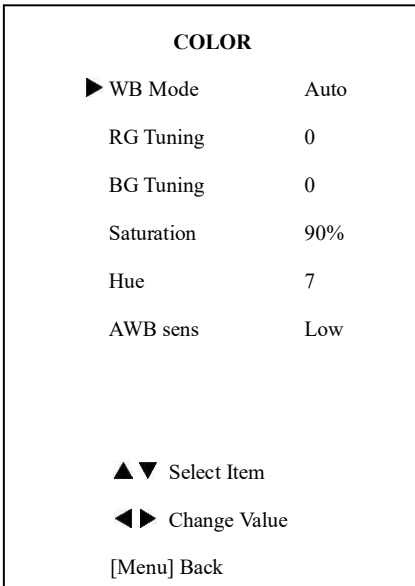 COLOR
WB Mode Auto
RG Tuning 0
BG Tuning 0
Saturation 90%
Hue 7
AWB sens Low
Select Item
Change Value
[Menu] Back